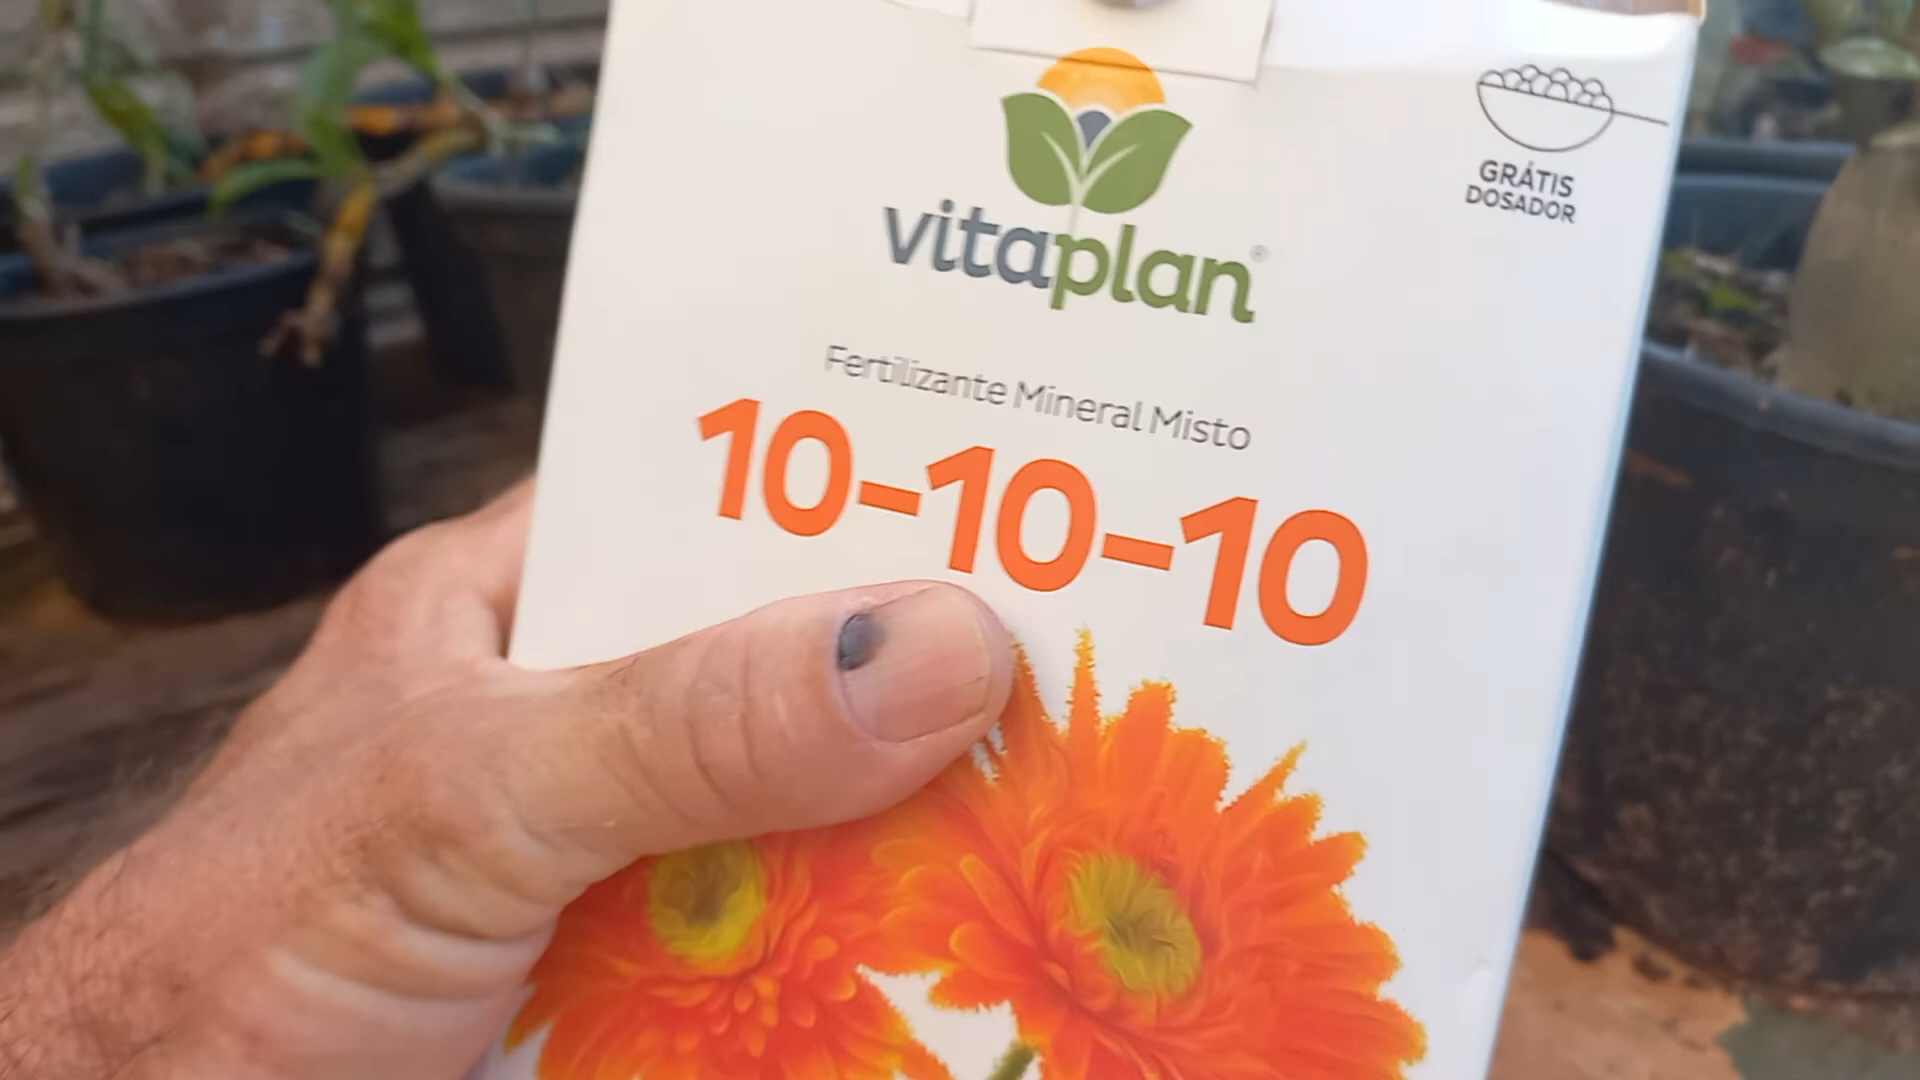 vitaplan®
GRÁTIS
DOSADOR
Fertilizante Mineral Misto
10-10-10